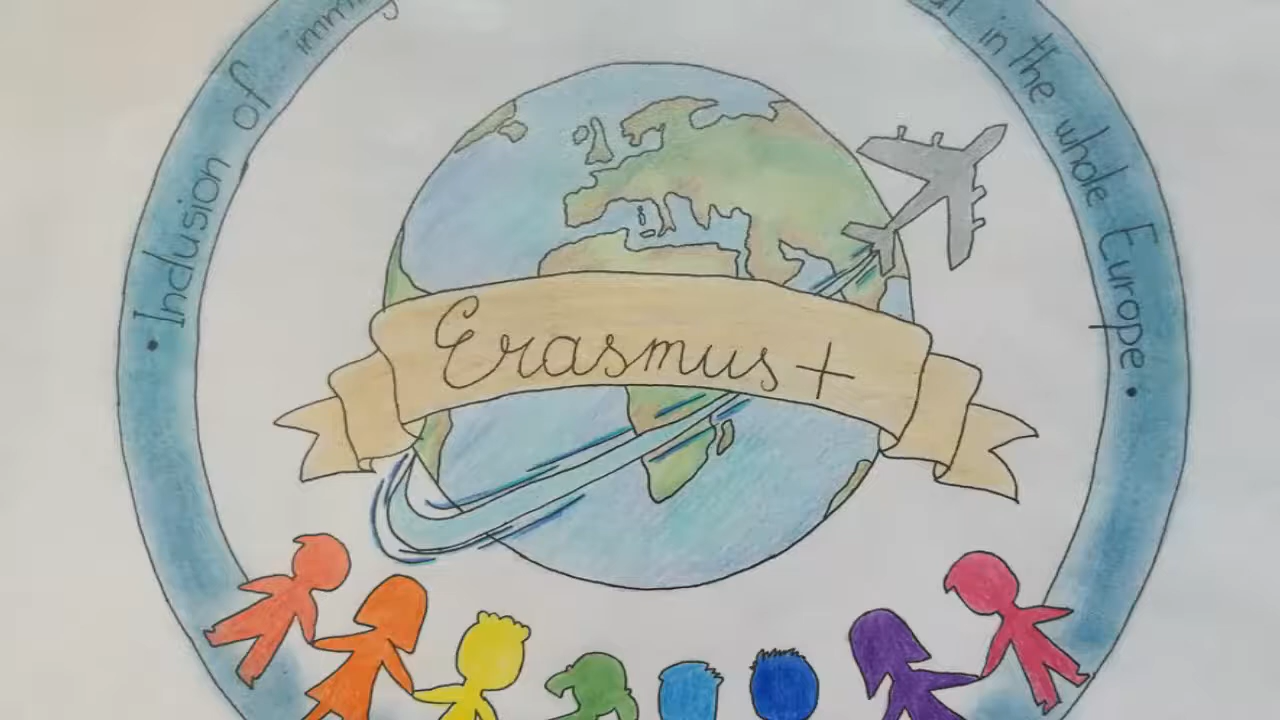 • Inclusion of
in the whole Europe •
Erasmus+